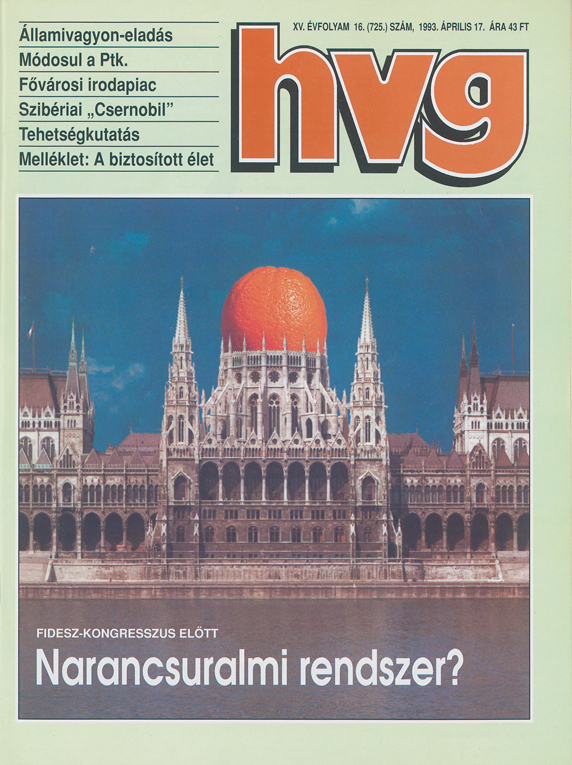 XV. ÉVFOLYAM 16. (725.) SZÁM, 1993. ÁPRILIS 17. ÁRA 43 FT
hvg
Államivagyon-eladás
Módosul a Ptk.
Fővárosi irodapiac
Szibériai „Csernobil”
Tehetségkutatás
Melléklet: A biztosított élet
FIDESZ-KONGRESSZUS ELŐTT
Narancsuralmi rendszer?